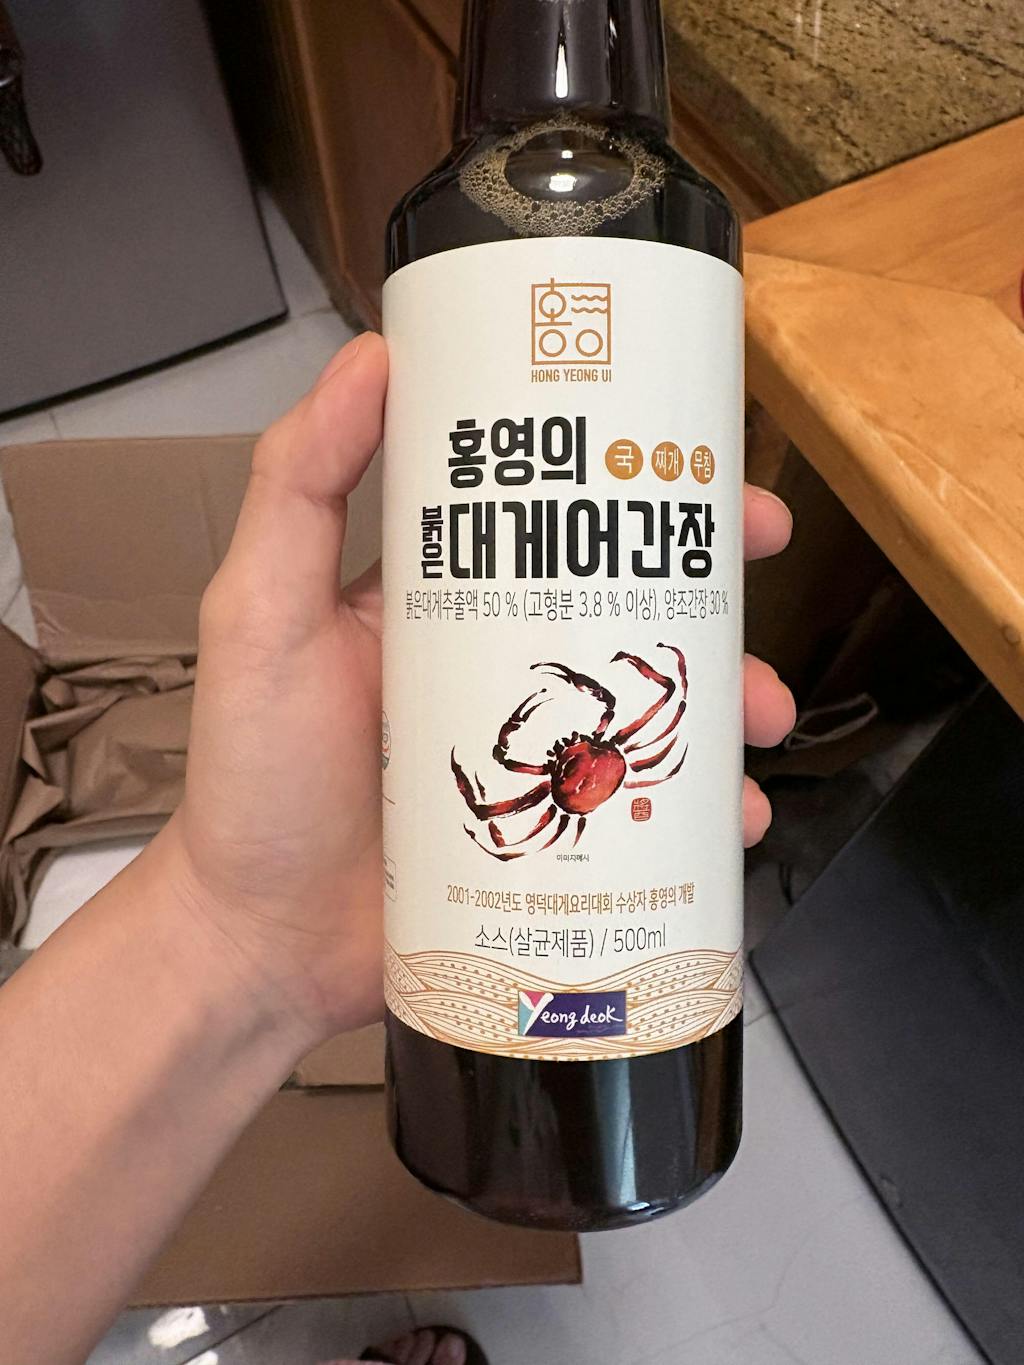 홍영
HONG YEONG UI
홍영의 국 찌개 무침
붉은대게어간장
붉은대게추출액 50 % (고형분 3.8 % 이상), 양조간장 30 %
이미지예시
2001-2002년도 영덕대게요리대회 수상자 홍영의 개발
소스(살균제품) / 500ml
Yeongdeok